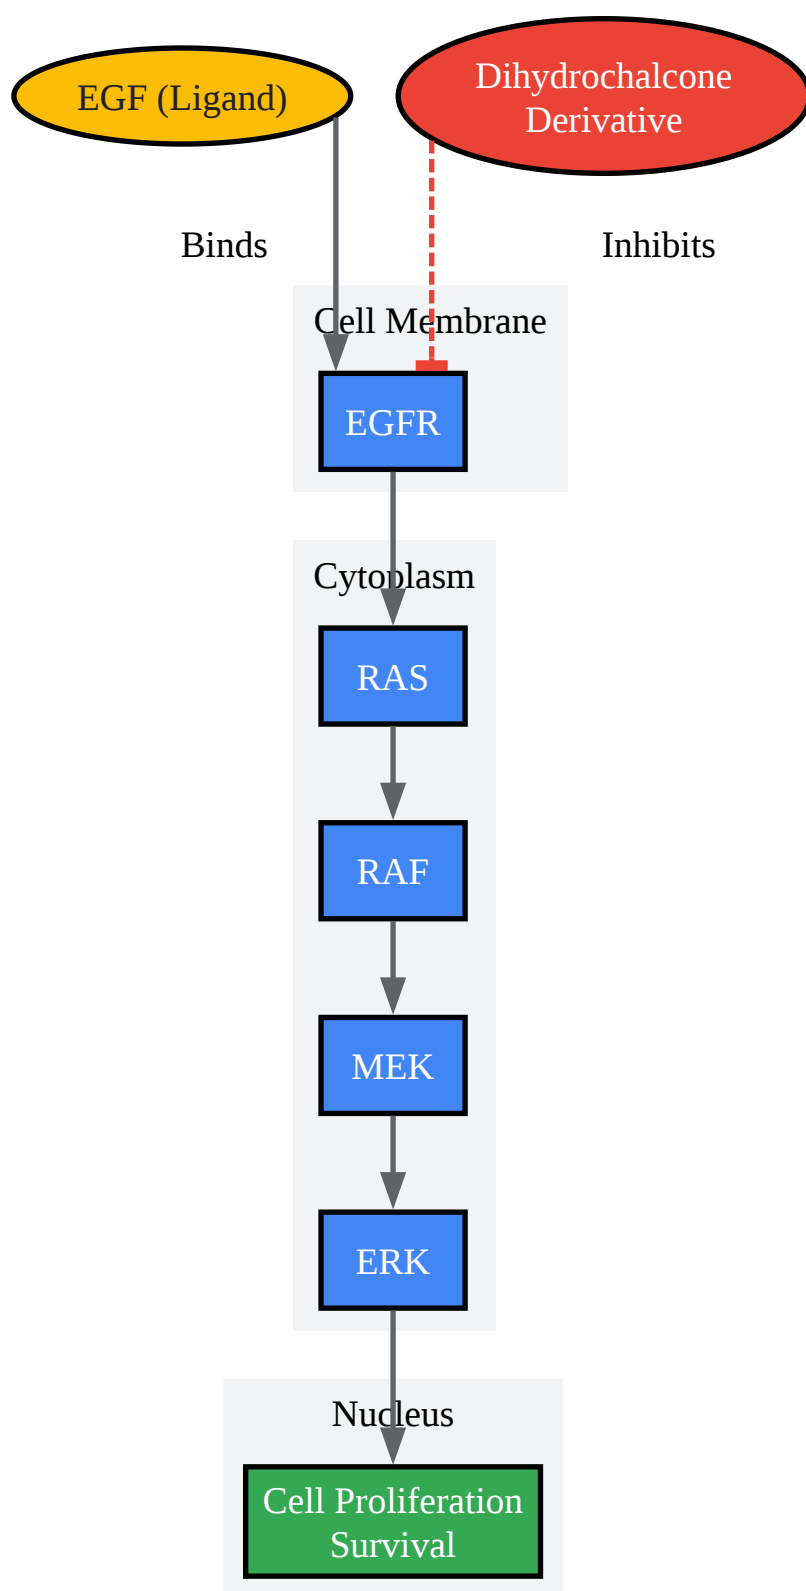 EGF (Ligand)
Dihydrochalcone
Derivative
Binds
Inhibits
Cell Membrane
EGFR
Cytoplasm
RAS
RAF
MEK
ERK
Nucleus
Cell Proliferation
Survival